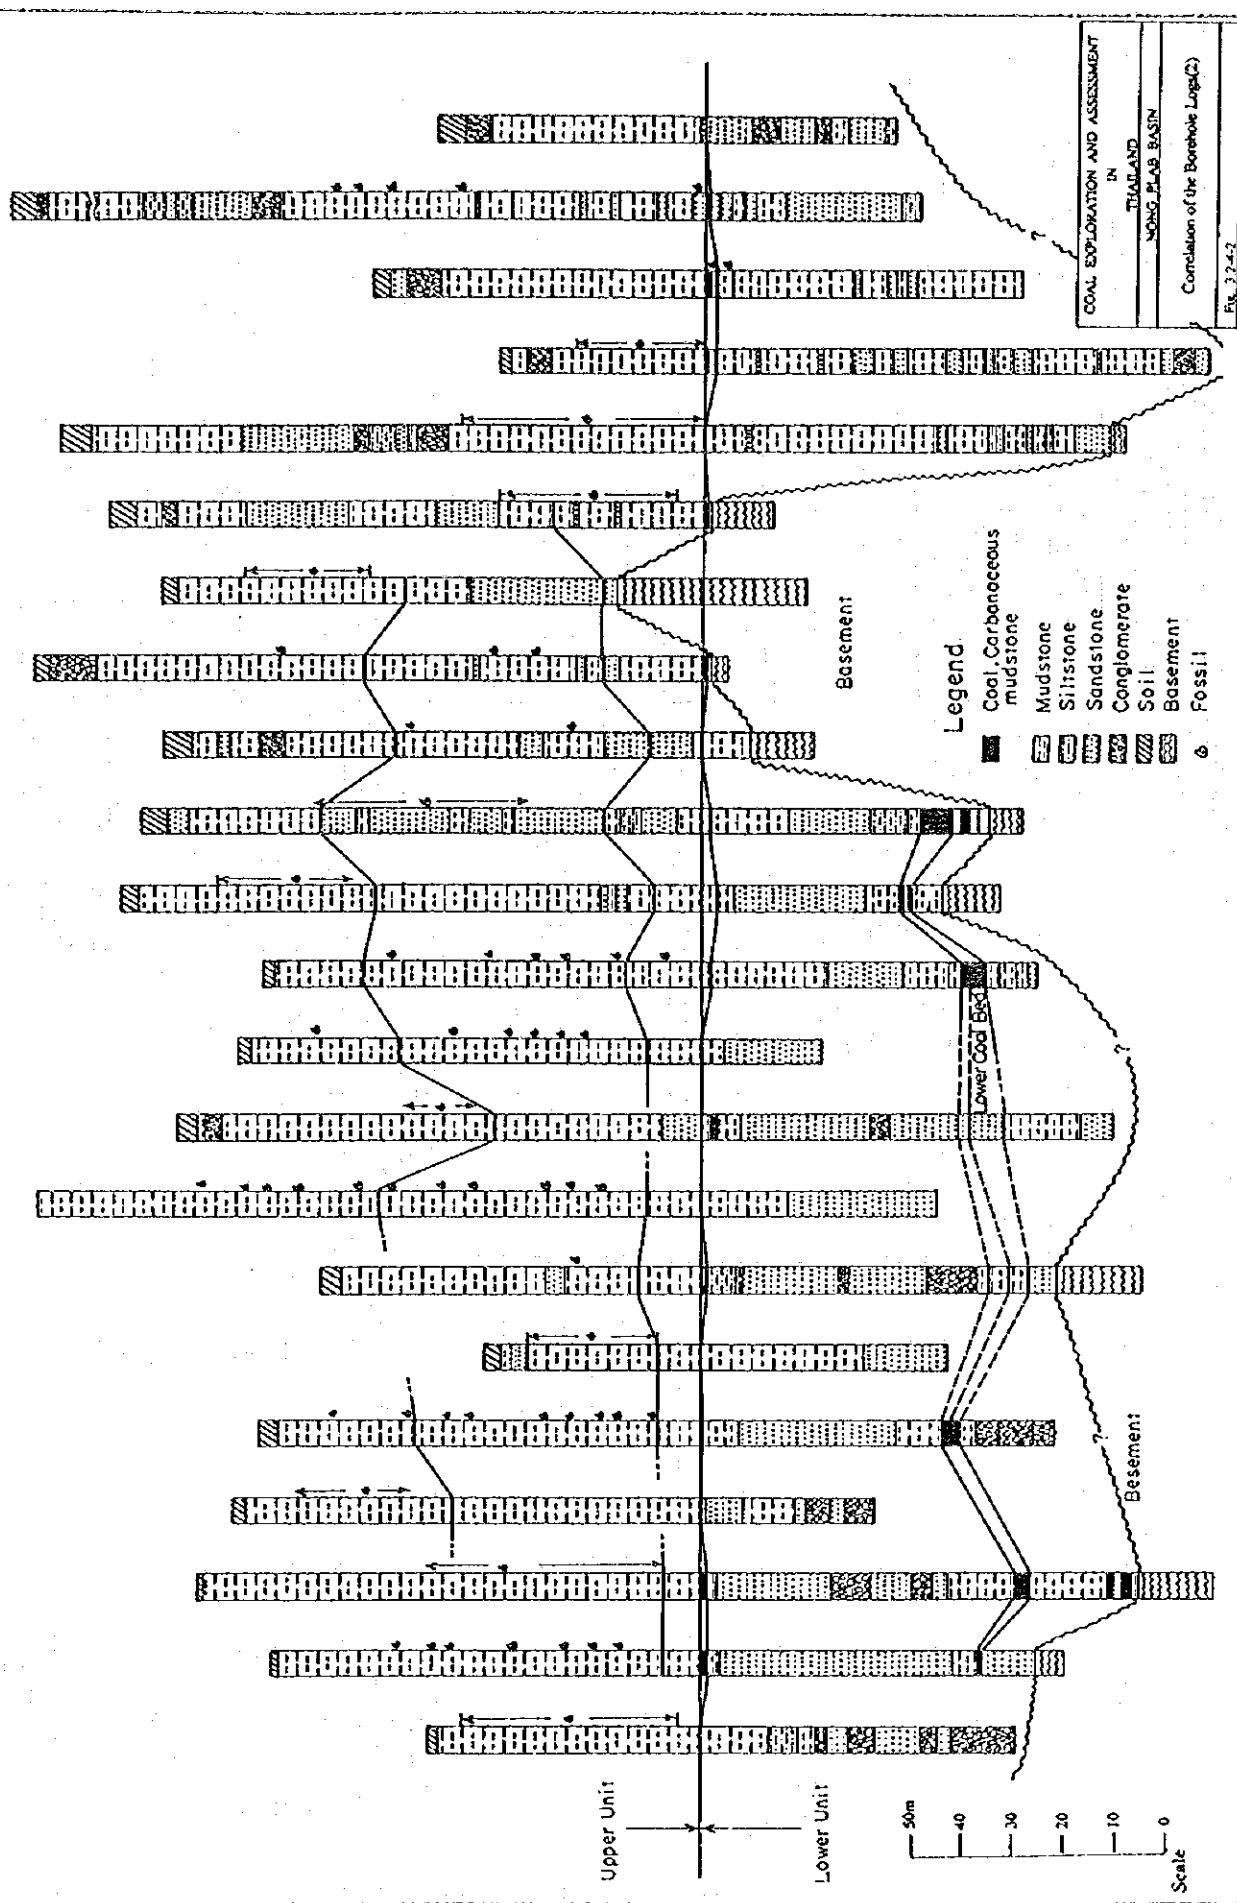 Upper Unit
Lower Unit
Lower Coal Bed
Basement
Besement
?
?
?
50m
40
30
20
10
0
Scale
Legend
Coal, Carbanaceous
mudstone
Mudstone
Siltstone
Sandstone
Conglomerate
Soil
Basement
Fossil
COAL EXPLORATION AND ASSESSMENT
IN
THAILAND
NONG PLAB BASIN
Correlation of the Borehole Logs(2)
Fig. 3.2.4-2